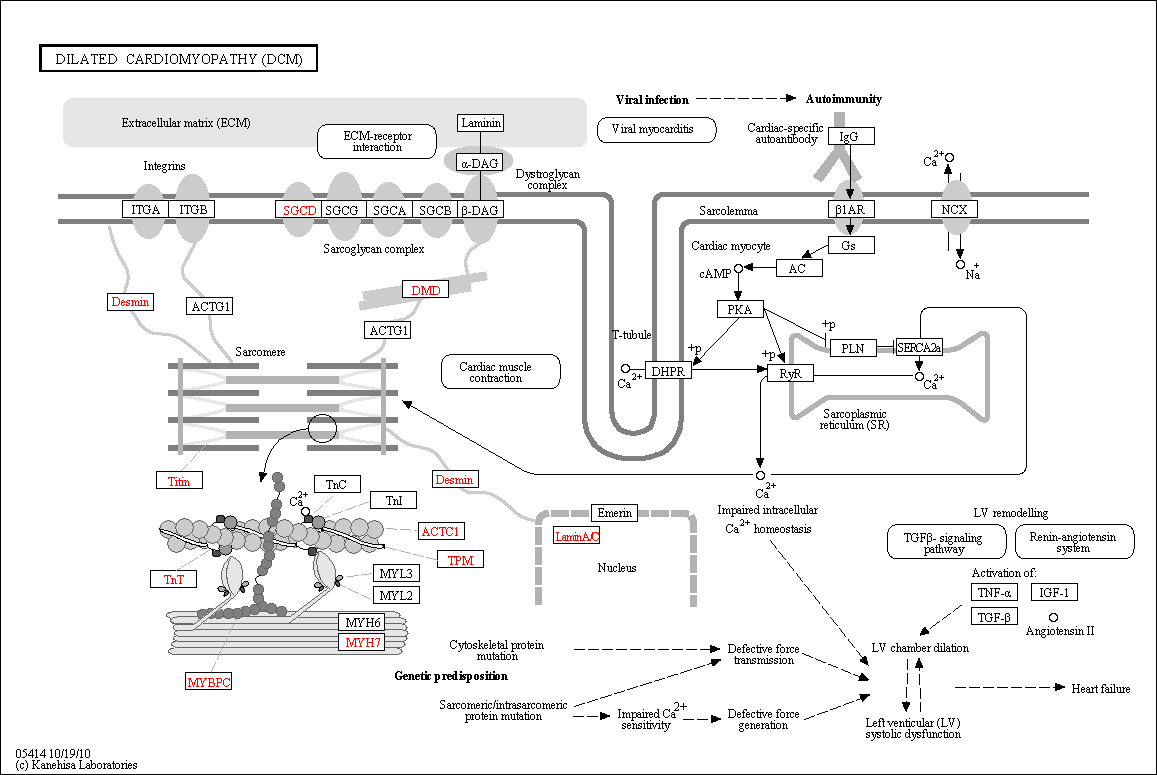 DILATED CARDIOMYOPATHY (DCM)
Viral infection
Autoimmunity
Extracellular matrix (ECM)
ECM-receptor
interaction
Laminin
Viral myocarditis
Cardiac-specific
autoantibody
IgG
Ca2+
Integrins
α-DAG
Dystroglycan
complex
ITGA
ITGB
SGCD
SGCG
SGCA
SGCB
β-DAG
Sarcolemma
β1AR
NCX
Sarcoglycan complex
Cardiac myocyte
Gs
cAMP
AC
Na+
Desmin
ACTG1
DMD
PKA
ACTG1
T-tubule
+p
+p
+p
PLN
SERCA2a
Sarcomere
Cardiac muscle
contraction
Ca2+
DHPR
RyR
Ca2+
Sarcoplasmic
reticulum (SR)
Titin
Desmin
Ca2+
TnC
TnI
Ca2+
ACTC1
Emerin
LaminA/C
Impaired intracellular
Ca2+ homeostasis
LV remodelling
TGFβ- signaling
pathway
Renin-angiotensin
system
TPM
TnT
MYL3
MYL2
Nucleus
Activation of:
TNF-α
IGF-1
TGF-β
Angiotensin II
MYH6
MYH7
MYBPC
Cytoskeletal protein
mutation
Defective force
transmission
LV chamber dilation
Genetic predisposition
Heart failure
Sarcomeric/intrasarcomeric
protein mutation
Impaired Ca2+
sensitivity
Defective force
generation
Left venticular (LV)
systolic dysfunction
05414 10/19/10
(c) Kanehisa Laboratories